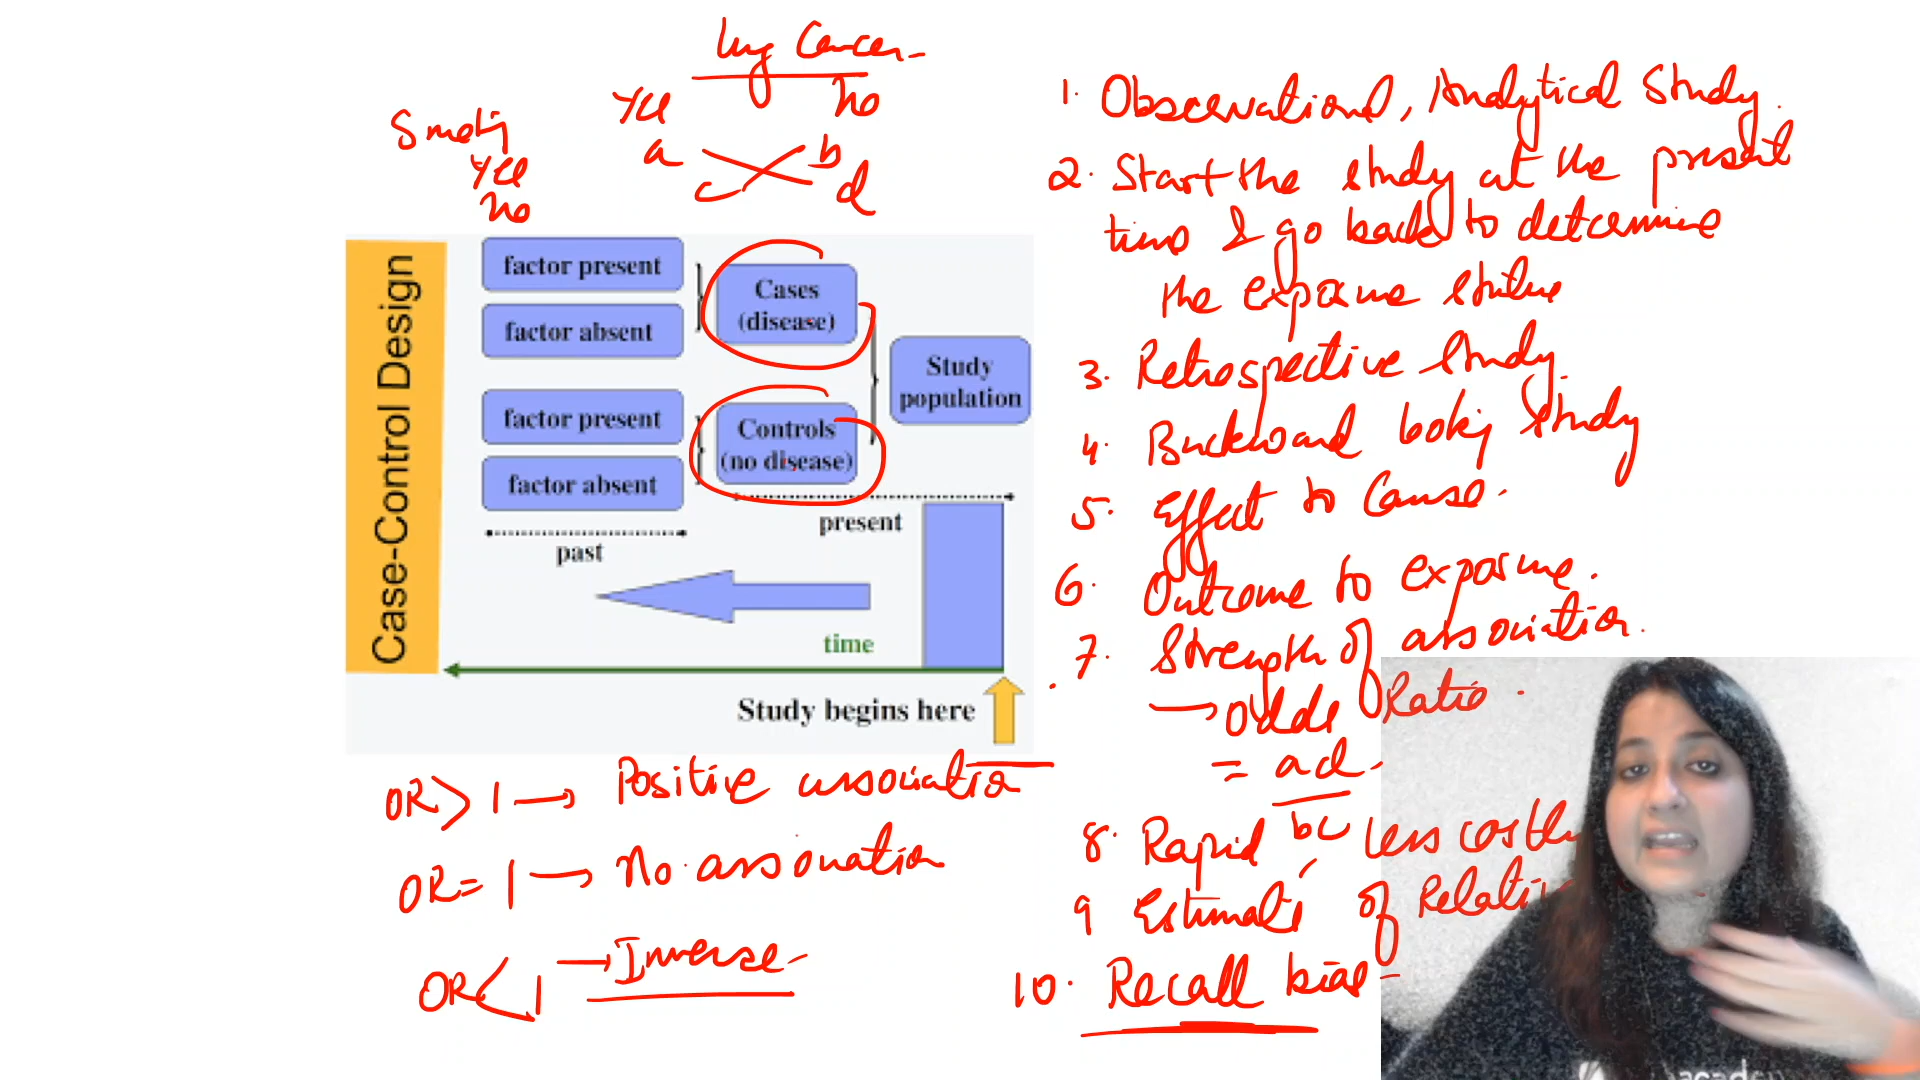 lung Cancer
Yes no
Smoking
a b
Yes
c d
no
Case-Control Design
factor present
factor absent
Cases
(disease)
factor present
factor absent
Controls
(no disease)
Study
population
past
present
time
Study begins here
OR > 1 → Positive association
OR = 1 → No association
OR < 1 → Inverse
1. Observational, Analytical Study.
2. Start the study at the present
time & go back to determine
the exposure status
3. Retrospective study.
4. Backward looking study
5. Effect to Cause.
6. Outcome to exposure.
7. Strength of association.
→ Odds Ratio.
= ad
bc
8. Rapid, less costly
9 Estimate of Relative
10. Recall bias